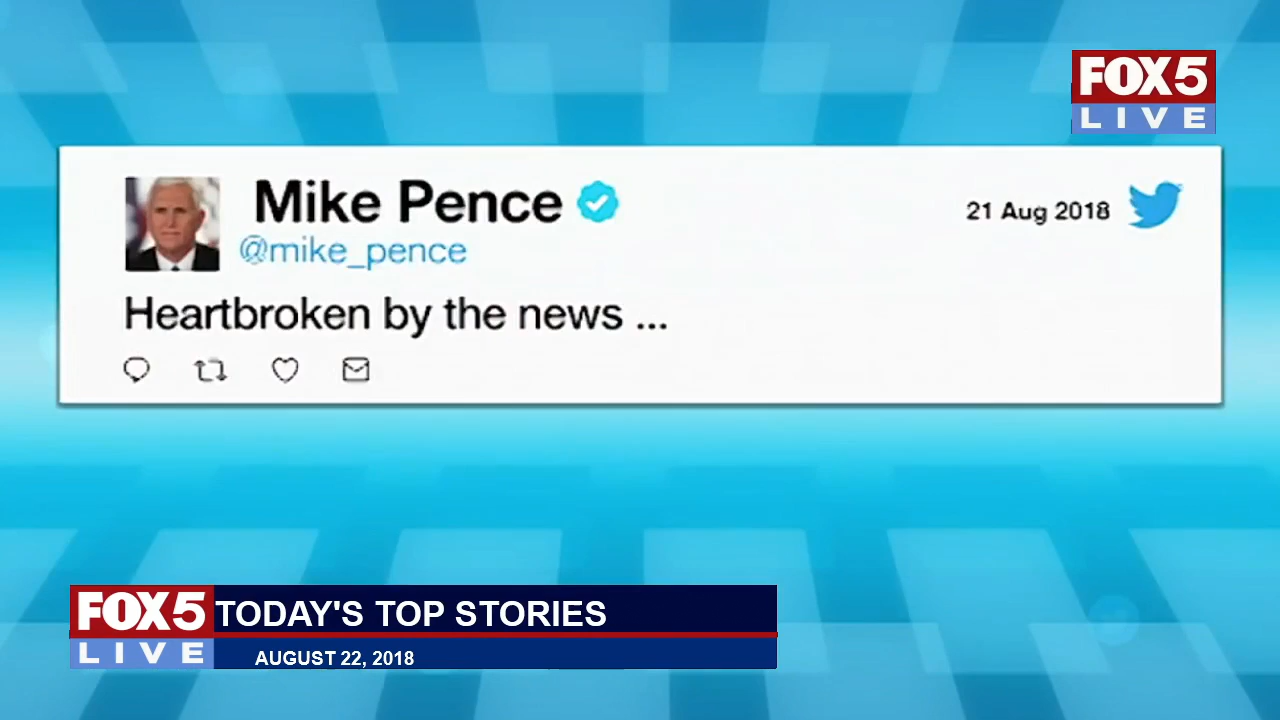 FOX5
LIVE
Mike Pence
@mike_pence
21 Aug 2018
Heartbroken by the news ...
FOX5
LIVE
TODAY'S TOP STORIES
AUGUST 22, 2018